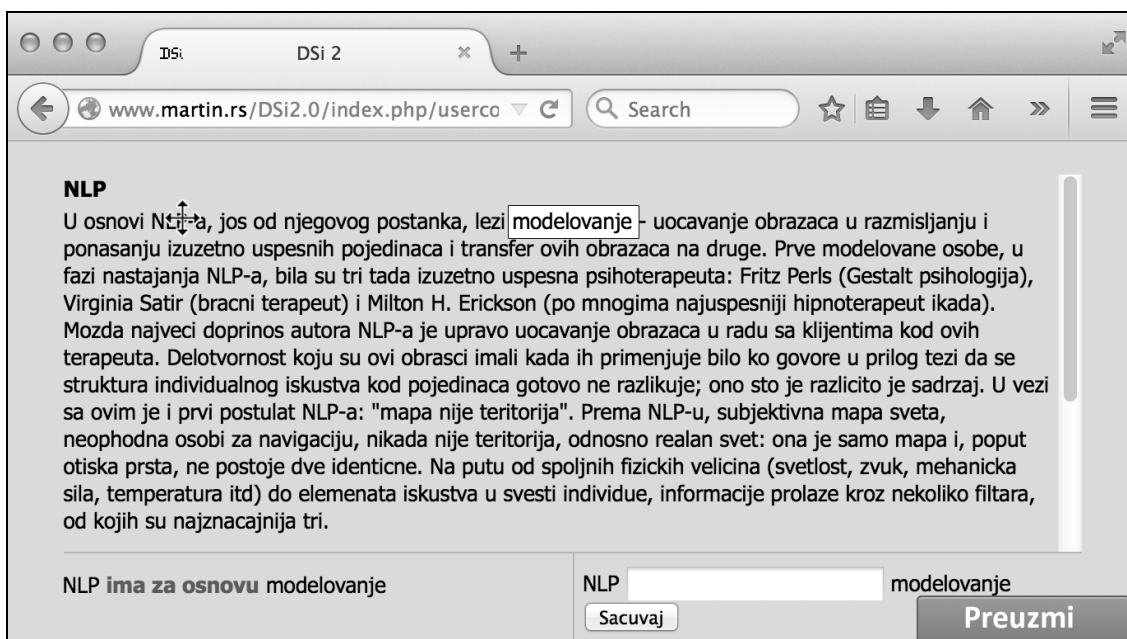 DSi DSi 2
www.martin.rs/DSi2.0/index.php/userco Search
NLP
U osnovi NLP-a, jos od njegovog postanka, lezi modelovanje - uocavanje obrazaca u razmisljanju i
ponasanju izuzetno uspesnih pojedinaca i transfer ovih obrazaca na druge. Prve modelovane osobe, u
fazi nastajanja NLP-a, bila su tri tada izuzetno uspesna psihoterapeuta: Fritz Perls (Gestalt psihologija),
Virginia Satir (bracni terapeut) i Milton H. Erickson (po mnogima najuspesniji hipnoterapeut ikada).
Mozda najveci doprinos autora NLP-a je upravo uocavanje obrazaca u radu sa klijentima kod ovih
terapeuta. Delotvornost koju su ovi obrasci imali kada ih primenjuje bilo ko govore u prilog tezi da se
struktura individualnog iskustva kod pojedinaca gotovo ne razlikuje; ono sto je razlicito je sadrzaj. U vezi
sa ovim je i prvi postulat NLP-a: "mapa nije teritorija". Prema NLP-u, subjektivna mapa sveta,
neophodna osobi za navigaciju, nikada nije teritorija, odnosno realan svet: ona je samo mapa i, poput
otiska prsta, ne postoje dve identicne. Na putu od spoljnih fizickih velicina (svetlost, zvuk, mehanicka
sila, temperatura itd) do elemenata iskustva u svesti individue, informacije prolaze kroz nekoliko filtara,
od kojih su najznacajnija tri.
NLP ima za osnovu modelovanje
NLP modelovanje
Sacuvaj
Preuzmi